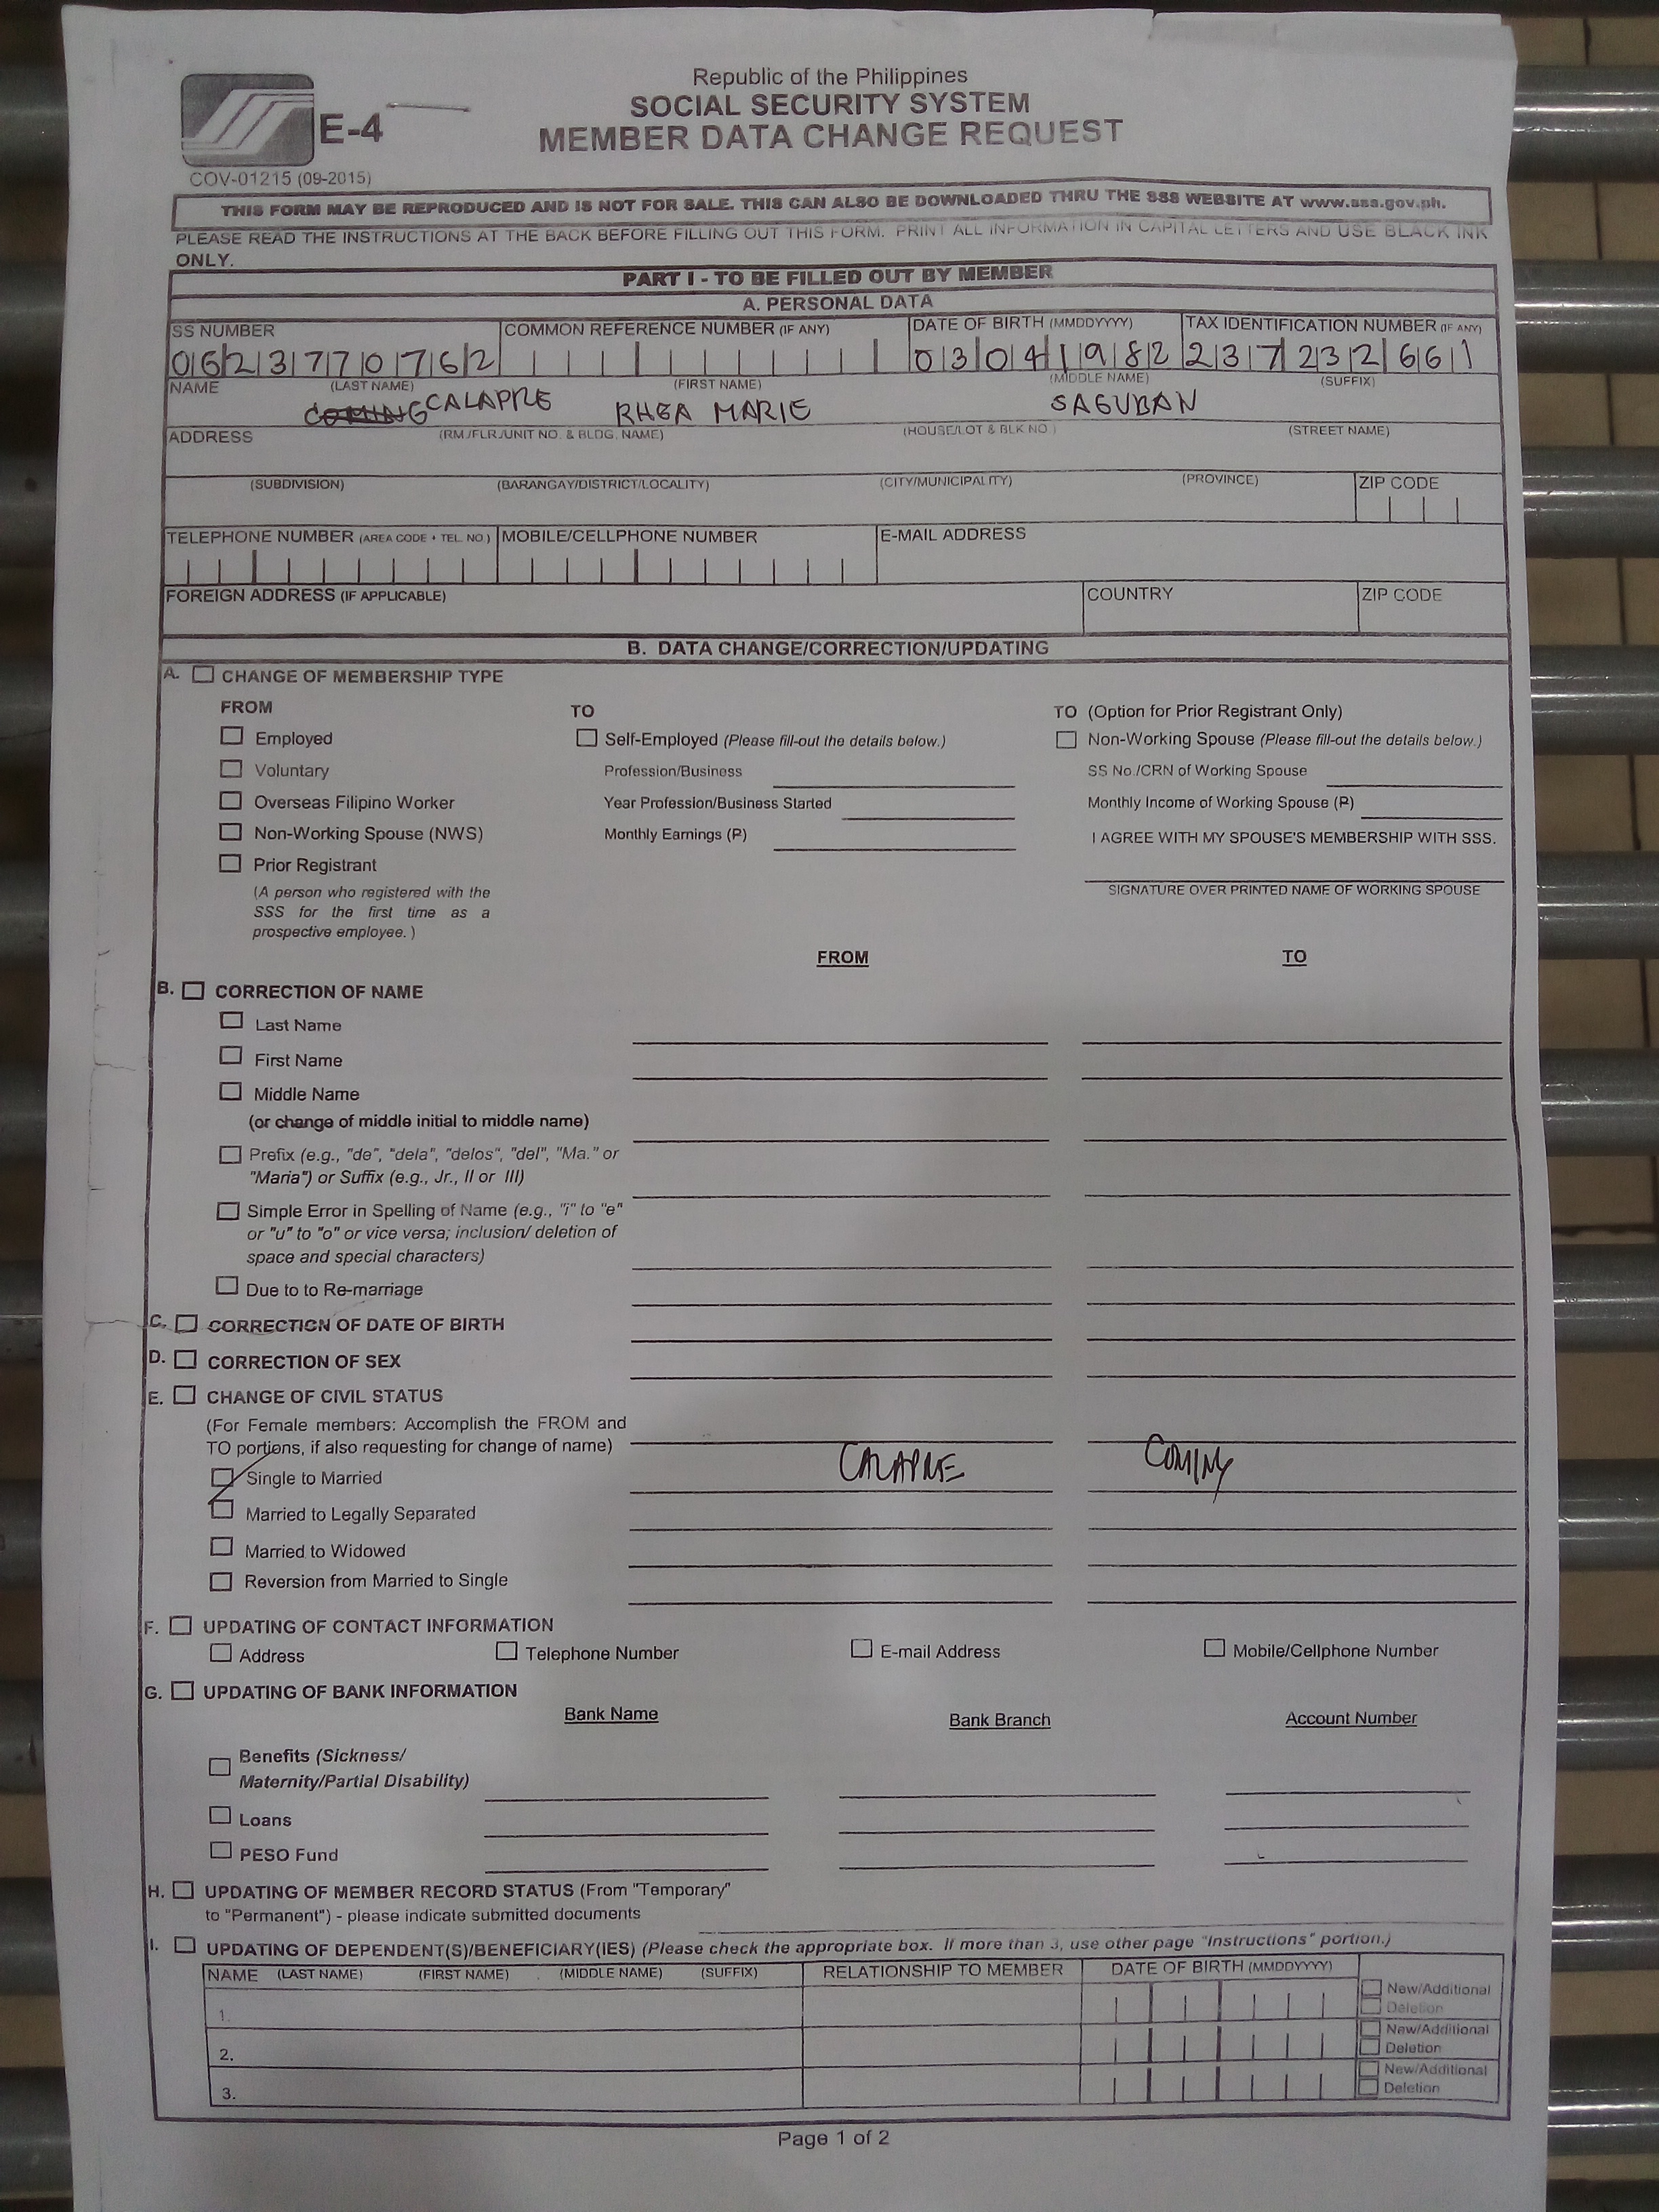 Republic of the Philippines
SOCIAL SECURITY SYSTEM
MEMBER DATA CHANGE REQUEST
E-4
COV-01215 (09-2015)
THIS FORM MAY BE REPRODUCED AND IS NOT FOR SALE. THIS CAN ALSO BE DOWNLOADED THRU THE SSS WEBSITE AT www.sss.gov.ph.
PLEASE READ THE INSTRUCTIONS AT THE BACK BEFORE FILLING OUT THIS FORM. PRINT ALL INFORMATION IN CAPITAL LETTERS AND USE BLACK INK
ONLY.
PART I - TO BE FILLED OUT BY MEMBER
A. PERSONAL DATA
SS NUMBER COMMON REFERENCE NUMBER (IF ANY) DATE OF BIRTH (MMDDYYYY) TAX IDENTIFICATION NUMBER (IF ANY)
0623770762 03041982 237232661
NAME (LAST NAME) (FIRST NAME) (MIDDLE NAME) (SUFFIX)
COMING CALAPRE RHEA MARIE SAGUBAN
ADDRESS (RM./FLR./UNIT NO. & BLDG. NAME) (HOUSE/LOT & BLK NO.) (STREET NAME)
(SUBDIVISION) (BARANGAY/DISTRICT/LOCALITY) (CITY/MUNICIPALITY) (PROVINCE) ZIP CODE
TELEPHONE NUMBER (AREA CODE + TEL. NO.) MOBILE/CELLPHONE NUMBER E-MAIL ADDRESS
FOREIGN ADDRESS (IF APPLICABLE) COUNTRY ZIP CODE
B. DATA CHANGE/CORRECTION/UPDATING
A. CHANGE OF MEMBERSHIP TYPE
FROM TO TO (Option for Prior Registrant Only)
Employed Self-Employed (Please fill-out the details below.) Non-Working Spouse (Please fill-out the details below.)
Voluntary Profession/Business SS No./CRN of Working Spouse
Overseas Filipino Worker Year Profession/Business Started Monthly Income of Working Spouse (₱)
Non-Working Spouse (NWS) Monthly Earnings (₱) I AGREE WITH MY SPOUSE'S MEMBERSHIP WITH SSS.
Prior Registrant
(A person who registered with the SIGNATURE OVER PRINTED NAME OF WORKING SPOUSE
SSS for the first time as a
prospective employee. )
FROM TO
B. CORRECTION OF NAME
Last Name
First Name
Middle Name
(or change of middle initial to middle name)
Prefix (e.g., "de", "dela", "delos", "del", "Ma." or
"Maria") or Suffix (e.g., Jr., II or III)
Simple Error in Spelling of Name (e.g., "i" to "e"
or "u" to "o" or vice versa; inclusion/ deletion of
space and special characters)
Due to to Re-marriage
C. CORRECTION OF DATE OF BIRTH
D. CORRECTION OF SEX
E. CHANGE OF CIVIL STATUS
(For Female members: Accomplish the FROM and
TO portions, if also requesting for change of name)
Single to Married CALAPRE COMING
Married to Legally Separated
Married to Widowed
Reversion from Married to Single
F. UPDATING OF CONTACT INFORMATION
Address Telephone Number E-mail Address Mobile/Cellphone Number
G. UPDATING OF BANK INFORMATION
Bank Name Bank Branch Account Number
Benefits (Sickness/
Maternity/Partial Disability)
Loans
PESO Fund
H. UPDATING OF MEMBER RECORD STATUS (From "Temporary"
to "Permanent") - please indicate submitted documents
I. UPDATING OF DEPENDENT(S)/BENEFICIARY(IES) (Please check the appropriate box. If more than 3, use other page "Instructions" portion.)
NAME (LAST NAME) (FIRST NAME) (MIDDLE NAME) (SUFFIX) RELATIONSHIP TO MEMBER DATE OF BIRTH (MMDDYYYY)
1. New/Additional
Deletion
2. New/Additional
Deletion
3. New/Additional
Deletion
Page 1 of 2